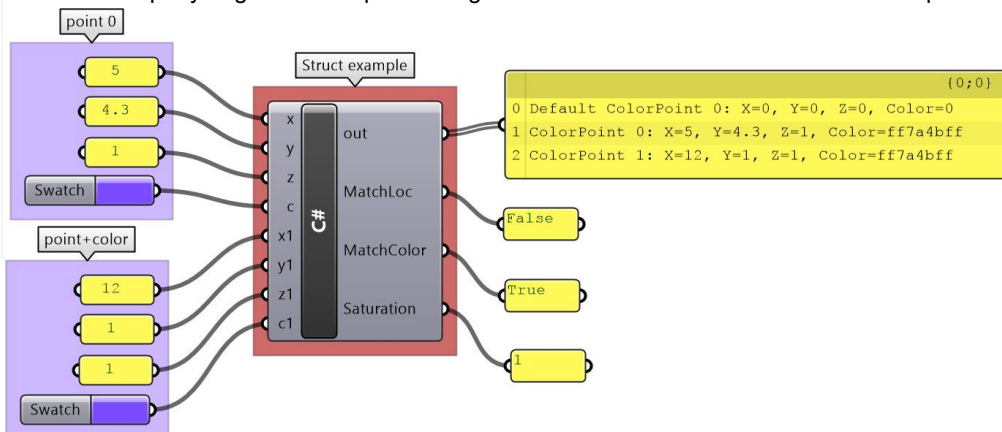 point 0
5
4.3
1
Swatch
point+color
12
1
1
Swatch
Struct example
x
y
z
c
x1
y1
z1
c1
C#
out
MatchLoc
MatchColor
Saturation
{0;0}
0 Default ColorPoint 0: X=0, Y=0, Z=0, Color=0
1 ColorPoint 0: X=5, Y=4.3, Z=1, Color=ff7a4bff
2 ColorPoint 1: X=12, Y=1, Z=1, Color=ff7a4bff
False
True
1